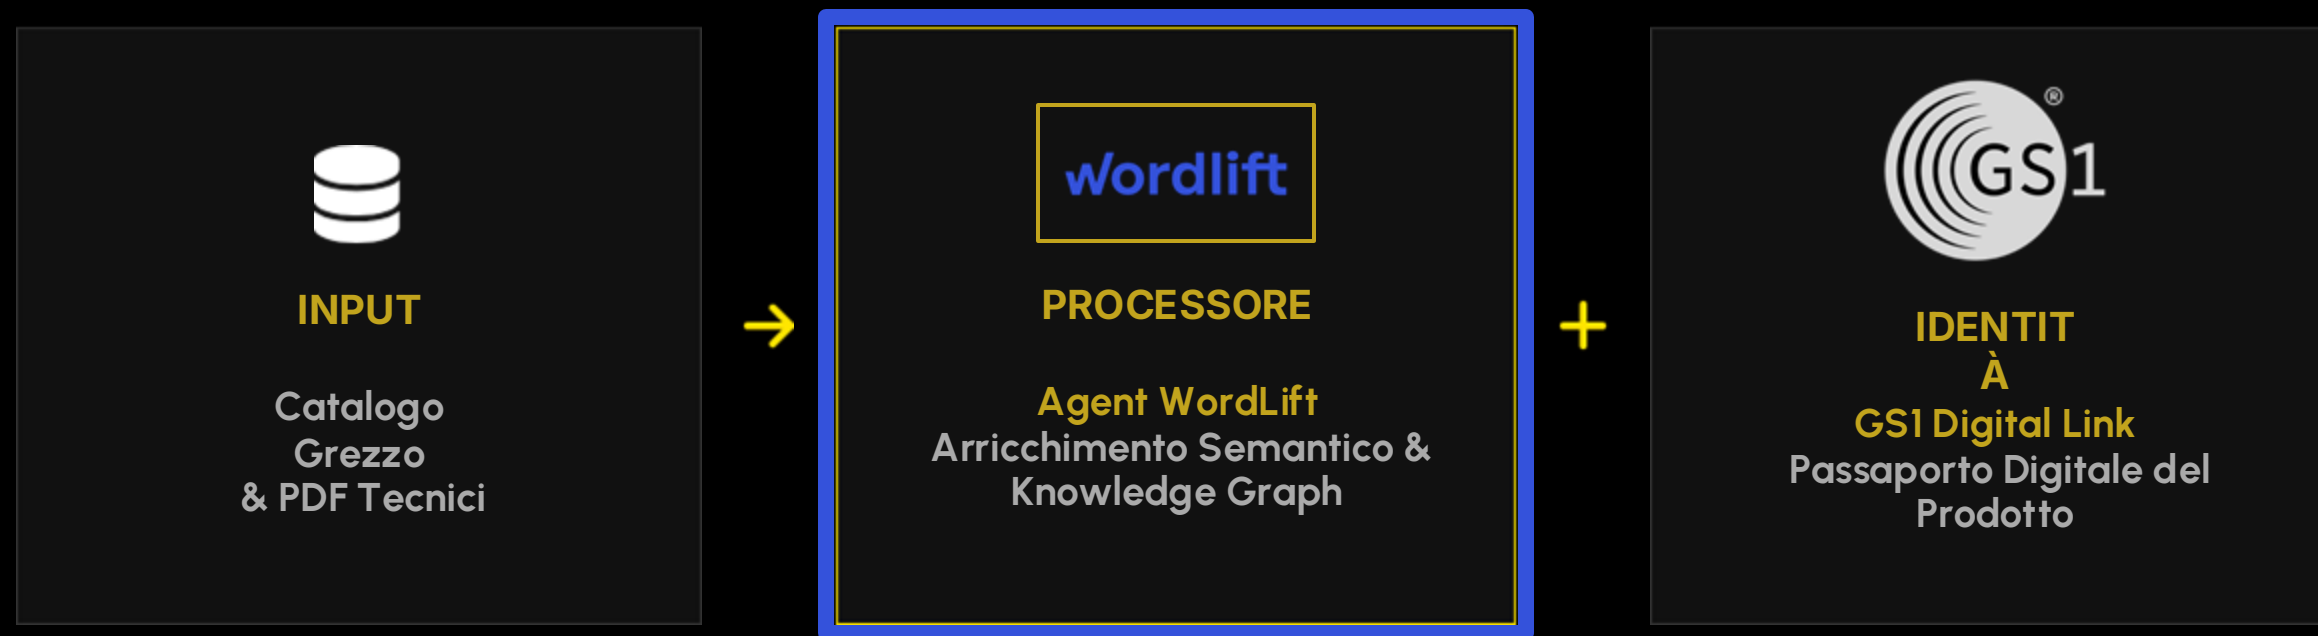 INPUT
Catalogo
Grezzo
& PDF Tecnici
wordlift
PROCESSORE
Agent WordLift
Arricchimento Semantico &
Knowledge Graph
GS1
®
IDENTIT
À
GS1 Digital Link
Passaporto Digitale del
Prodotto